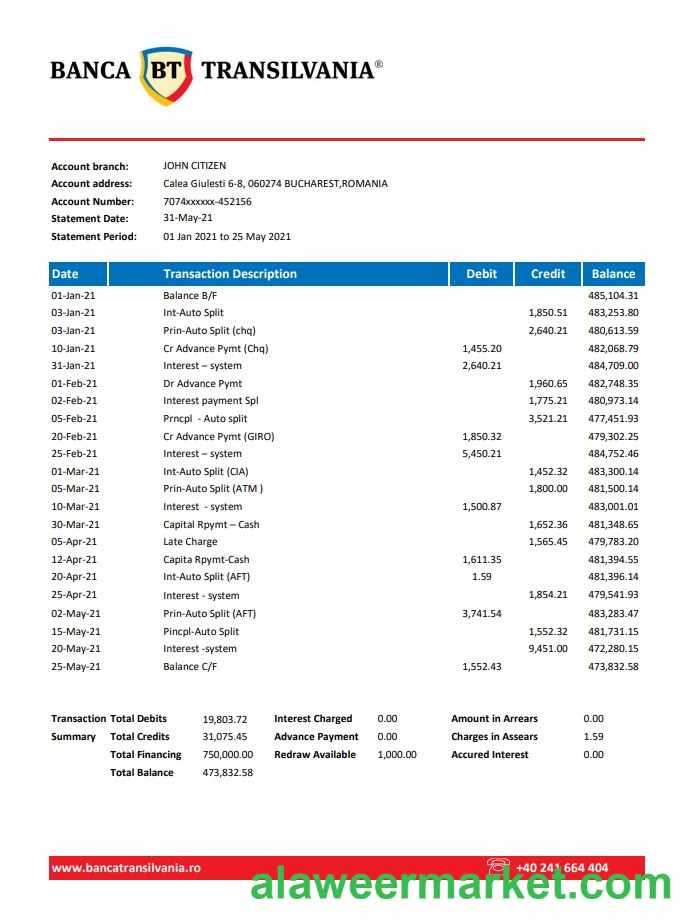 BANCA BT TRANSILVANIA®
Account branch: JOHN CITIZEN
Account address: Calea Giulesti 6-8, 060274 BUCHAREST,ROMANIA
Account Number: 7074xxxxxx-452156
Statement Date: 31-May-21
Statement Period: 01 Jan 2021 to 25 May 2021
Date Transaction Description Debit Credit Balance
01-Jan-21 Balance B/F 485,104.31
03-Jan-21 Int-Auto Split 1,850.51 483,253.80
03-Jan-21 Prin-Auto Split (chq) 2,640.21 480,613.59
10-Jan-21 Cr Advance Pymt (Chq) 1,455.20 482,068.79
31-Jan-21 Interest – system 2,640.21 484,709.00
01-Feb-21 Dr Advance Pymt 1,960.65 482,748.35
02-Feb-21 Interest payment Spl 1,775.21 480,973.14
05-Feb-21 Prncpl - Auto split 3,521.21 477,451.93
20-Feb-21 Cr Advance Pymt (GIRO) 1,850.32 479,302.25
25-Feb-21 Interest – system 5,450.21 484,752.46
01-Mar-21 Int-Auto Split (CIA) 1,452.32 483,300.14
05-Mar-21 Prin-Auto Split (ATM ) 1,800.00 481,500.14
10-Mar-21 Interest - system 1,500.87 483,001.01
30-Mar-21 Capital Rpymt – Cash 1,652.36 481,348.65
05-Apr-21 Late Charge 1,565.45 479,783.20
12-Apr-21 Capita Rpymt-Cash 1,611.35 481,394.55
20-Apr-21 Int-Auto Split (AFT) 1.59 481,396.14
25-Apr-21 Interest - system 1,854.21 479,541.93
02-May-21 Prin-Auto Split (AFT) 3,741.54 483,283.47
15-May-21 Pincpl-Auto Split 1,552.32 481,731.15
20-May-21 Interest -system 9,451.00 472,280.15
25-May-21 Balance C/F 1,552.43 473,832.58
Transaction Total Debits 19,803.72 Interest Charged 0.00 Amount in Arrears 0.00
Summary Total Credits 31,075.45 Advance Payment 0.00 Charges in Assears 1.59
Total Financing 750,000.00 Redraw Available 1,000.00 Accured Interest 0.00
Total Balance 473,832.58
www.bancatransilvania.ro +40 241 664 404
alaweermarket.com